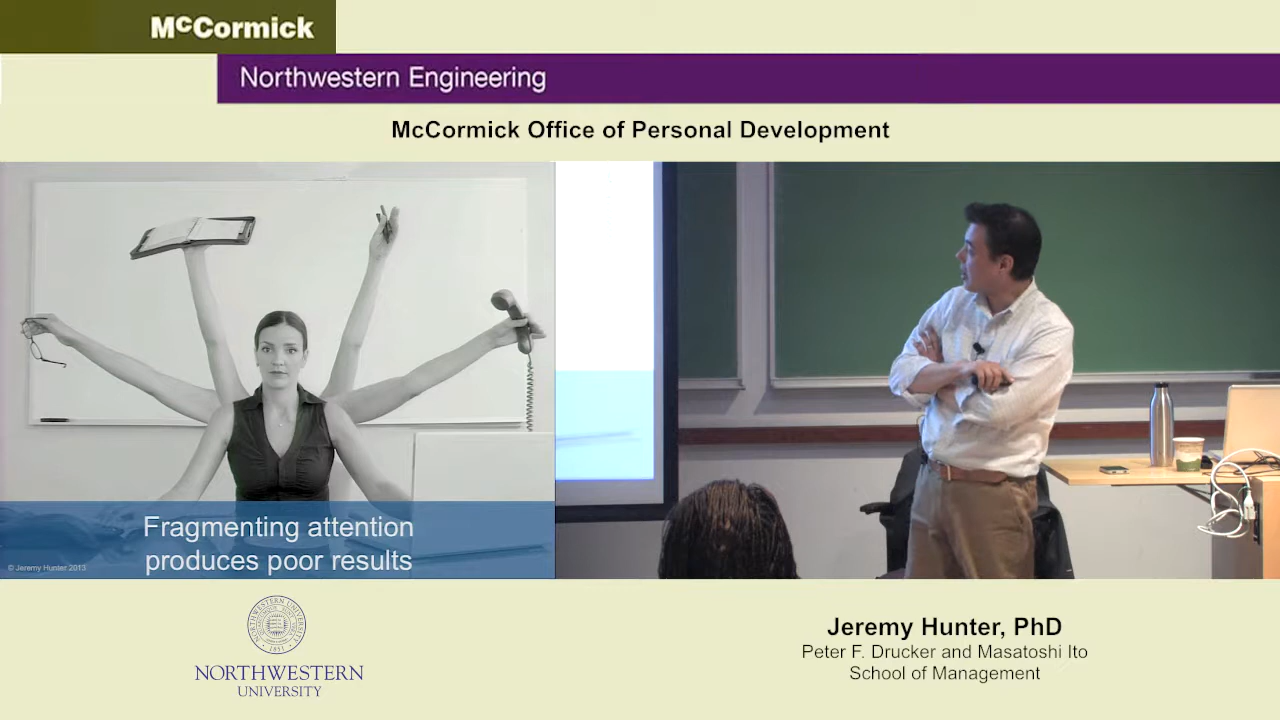 McCormick
Northwestern Engineering
McCormick Office of Personal Development
Fragmenting attention
produces poor results
© Jeremy Hunter 2013
NORTHWESTERN
UNIVERSITY
Jeremy Hunter, PhD
Peter F. Drucker and Masatoshi Ito
School of Management